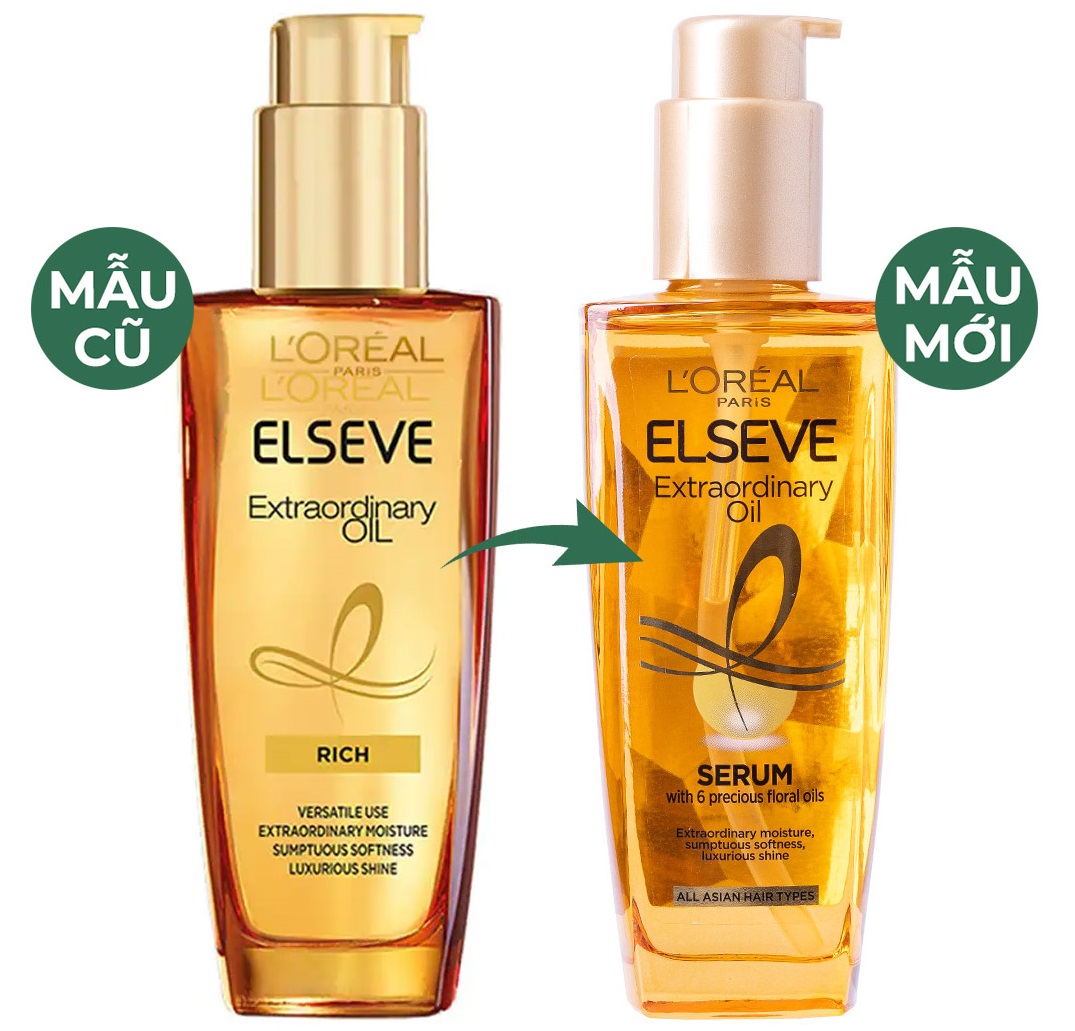 MẪU
CŨ
L'ORÉAL
PARIS
L'ORÉAL
ELSEVE
Extraordinary
OIL
RICH
VERSATILE USE
EXTRAORDINARY MOISTURE
SUMPTUOUS SOFTNESS
LUXURIOUS SHINE
MẪU
MỚI
L'ORÉAL
PARIS
ELSEVE
Extraordinary
Oil
SERUM
with 6 precious floral oils
Extraordinary moisture,
sumptuous softness,
luxurious shine
ALL ASIAN HAIR TYPES